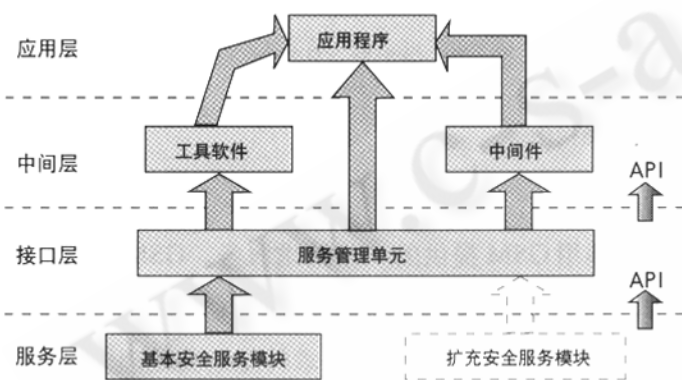 应用层
应用程序
中间层
工具软件
中间件
API
接口层
服务管理单元
API
服务层
基本安全服务模块
扩充安全服务模块
www.c-s-a